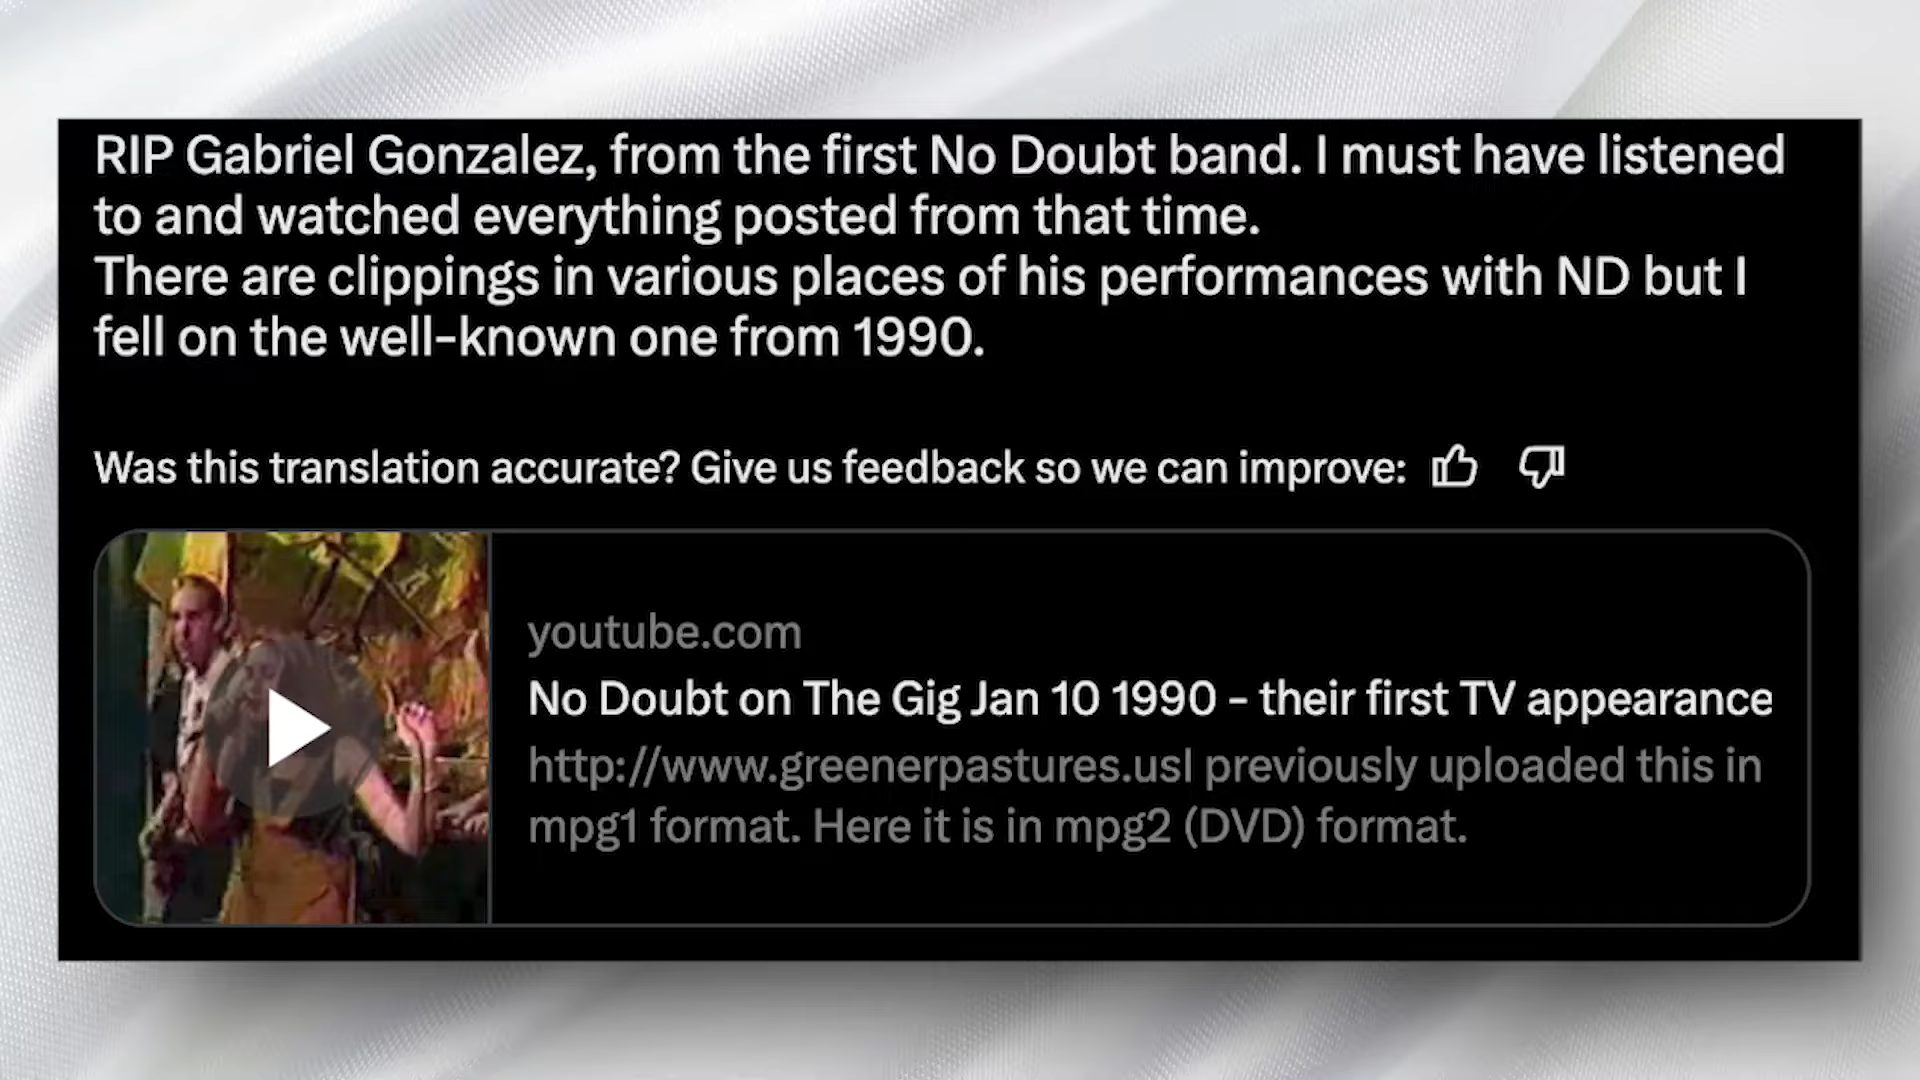 RIP Gabriel Gonzalez, from the first No Doubt band. I must have listened
to and watched everything posted from that time.
There are clippings in various places of his performances with ND but I
fell on the well-known one from 1990.
Was this translation accurate? Give us feedback so we can improve:
youtube.com
No Doubt on The Gig Jan 10 1990 - their first TV appearance
http://www.greenerpastures.usI previously uploaded this in
mpg1 format. Here it is in mpg2 (DVD) format.